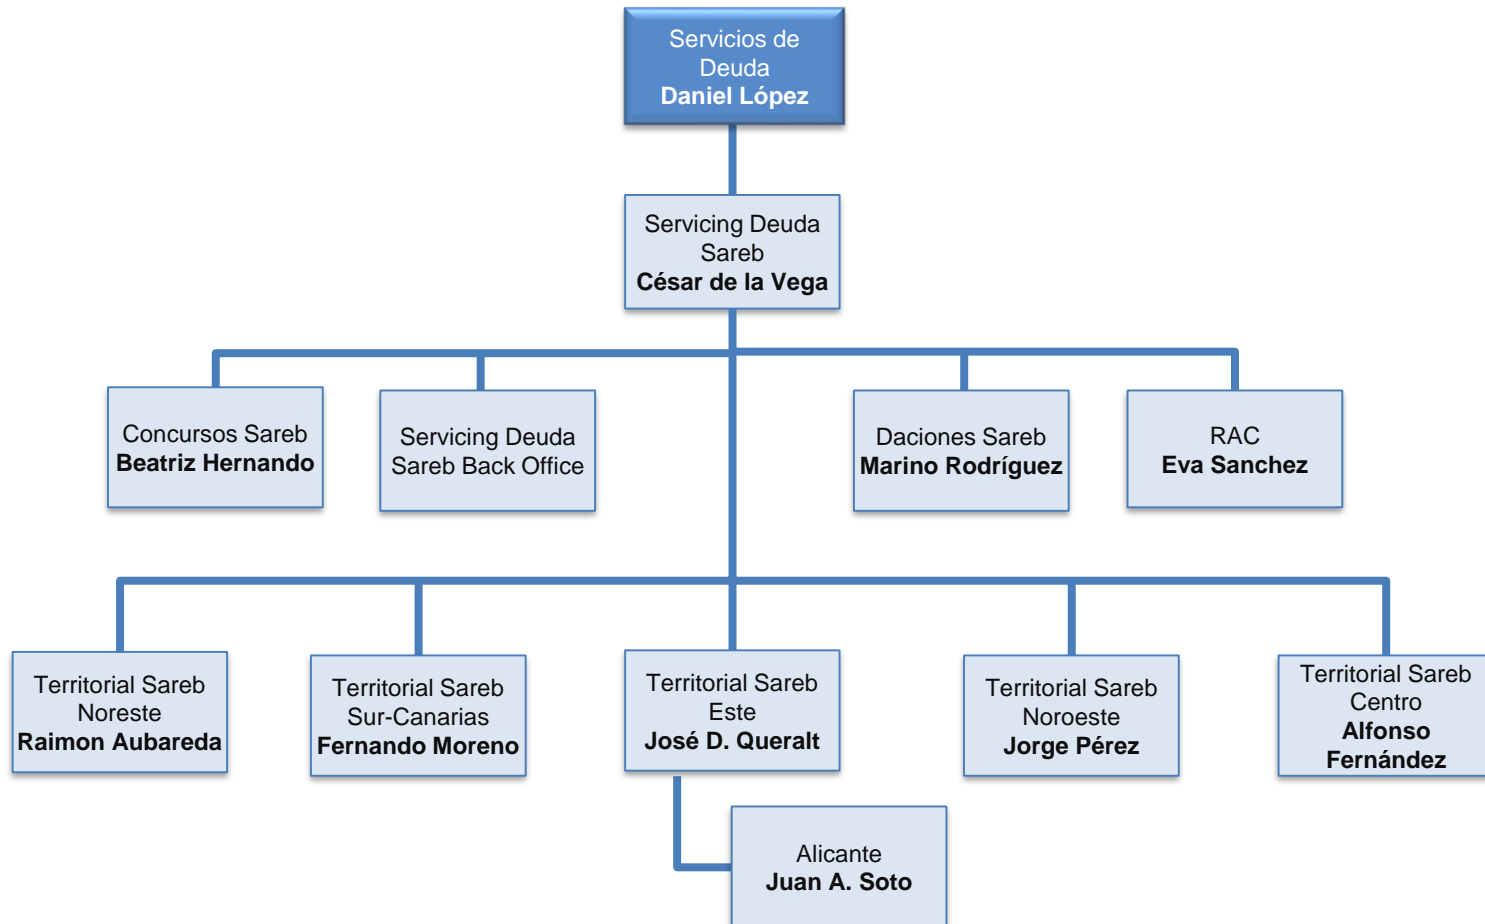 Servicios de
Deuda
Daniel López
Servicing Deuda
Sareb
César de la Vega
Concursos Sareb
Beatriz Hernando
Servicing Deuda
Sareb Back Office
Daciones Sareb
Marino Rodríguez
RAC
Eva Sanchez
Territorial Sareb
Noreste
Raimon Aubareda
Territorial Sareb
Sur-Canarias
Fernando Moreno
Territorial Sareb
Este
José D. Queralt
Territorial Sareb
Noroeste
Jorge Pérez
Territorial Sareb
Centro
Alfonso
Fernández
Alicante
Juan A. Soto